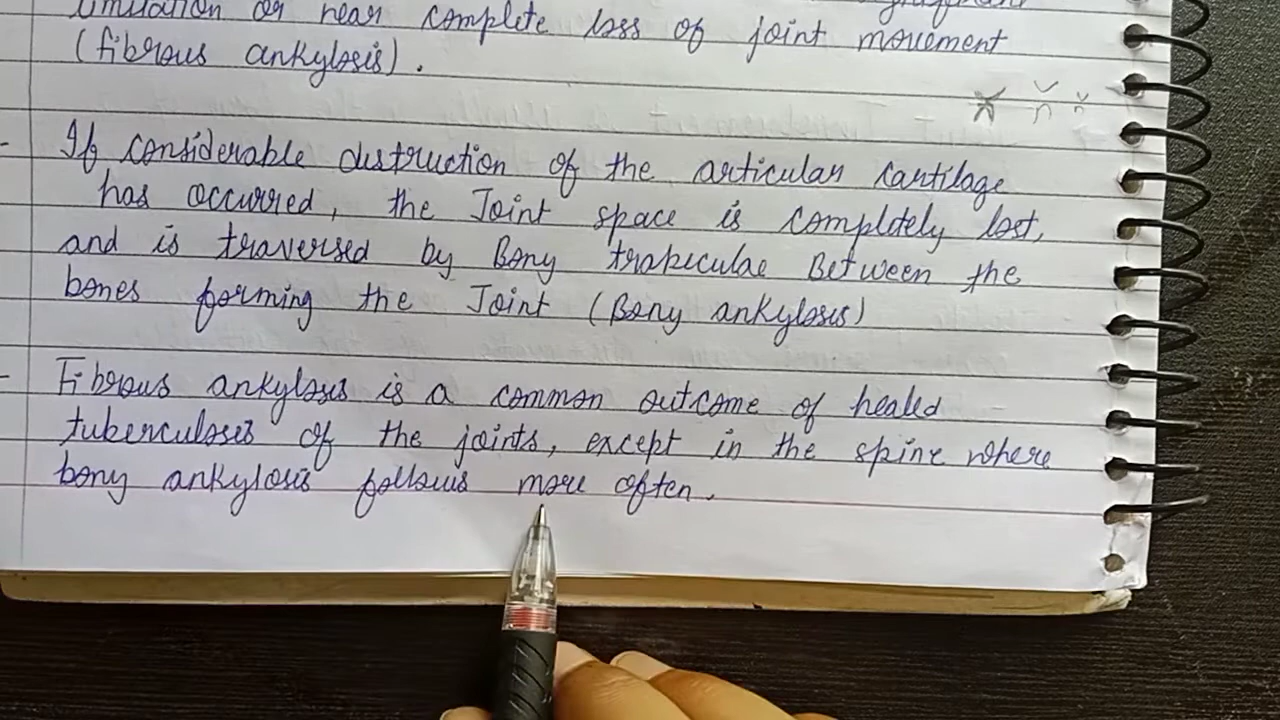 limitation or near complete loss of joint movement
(fibrous ankylosis).
- If considerable destruction of the articular cartilage
has occurred, the Joint space is completely lost,
and is traversed by Bony trabeculae Between the
bones forming the Joint (Bony ankylosis)
- Fibrous ankylosis is a common outcome of healed
tuberculosis of the joints, except in the spine where
bony ankylosis follows more often.